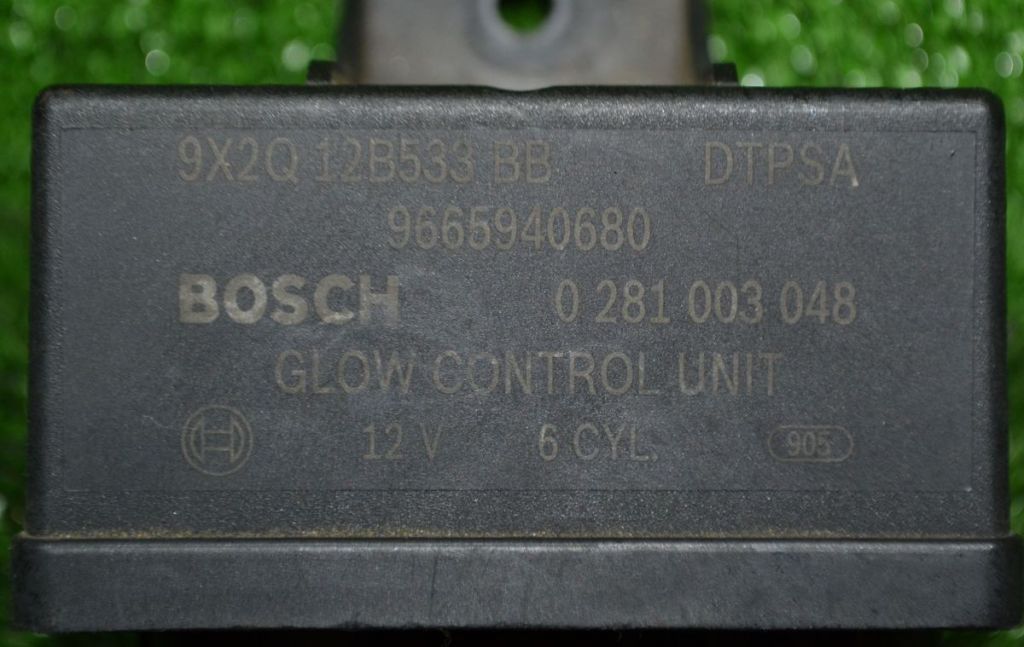 9X2Q 12B533 BB DTPSA
9665940680
BOSCH 0 281 003 048
GLOW CONTROL UNIT
12 V 6 CYL. 905